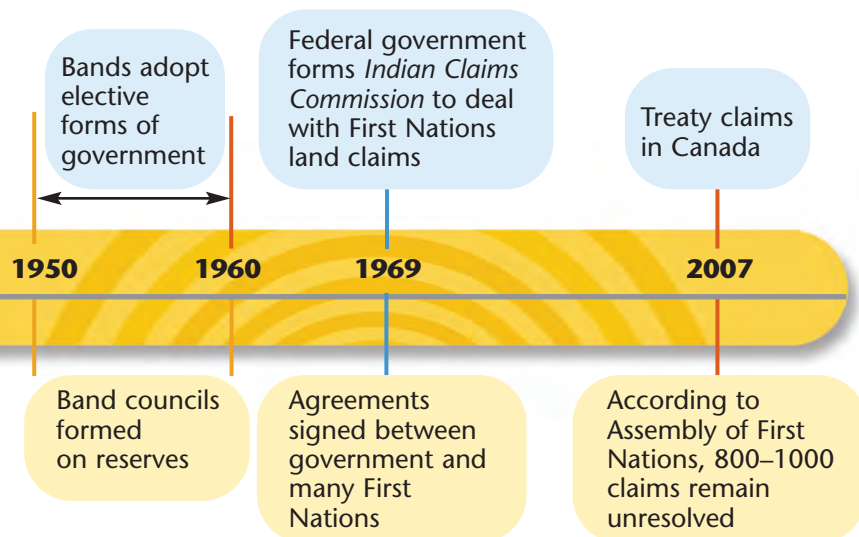 Bands adopt
elective
forms of
government
Federal government
forms Indian Claims
Commission to deal
with First Nations
land claims
Treaty claims
in Canada
1950
1960
1969
2007
Band councils
formed
on reserves
Agreements
signed between
government and
many First
Nations
According to
Assembly of First
Nations, 800–1000
claims remain
unresolved